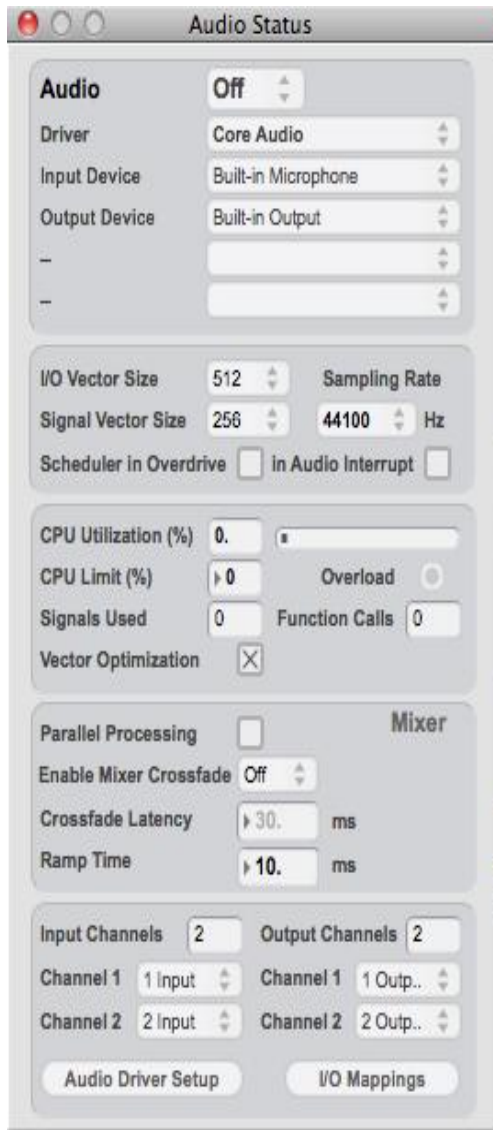 Audio Status
Audio Off
Driver Core Audio
Input Device Built-in Microphone
Output Device Built-in Output
–
–
I/O Vector Size 512 Sampling Rate
Signal Vector Size 256 44100 Hz
Scheduler in Overdrive in Audio Interrupt
CPU Utilization (%) 0.
CPU Limit (%) 0 Overload
Signals Used 0 Function Calls 0
Vector Optimization
Mixer
Parallel Processing
Enable Mixer Crossfade Off
Crossfade Latency 30. ms
Ramp Time 10. ms
Input Channels 2 Output Channels 2
Channel 1 1 Input Channel 1 1 Outp..
Channel 2 2 Input Channel 2 2 Outp..
Audio Driver Setup I/O Mappings